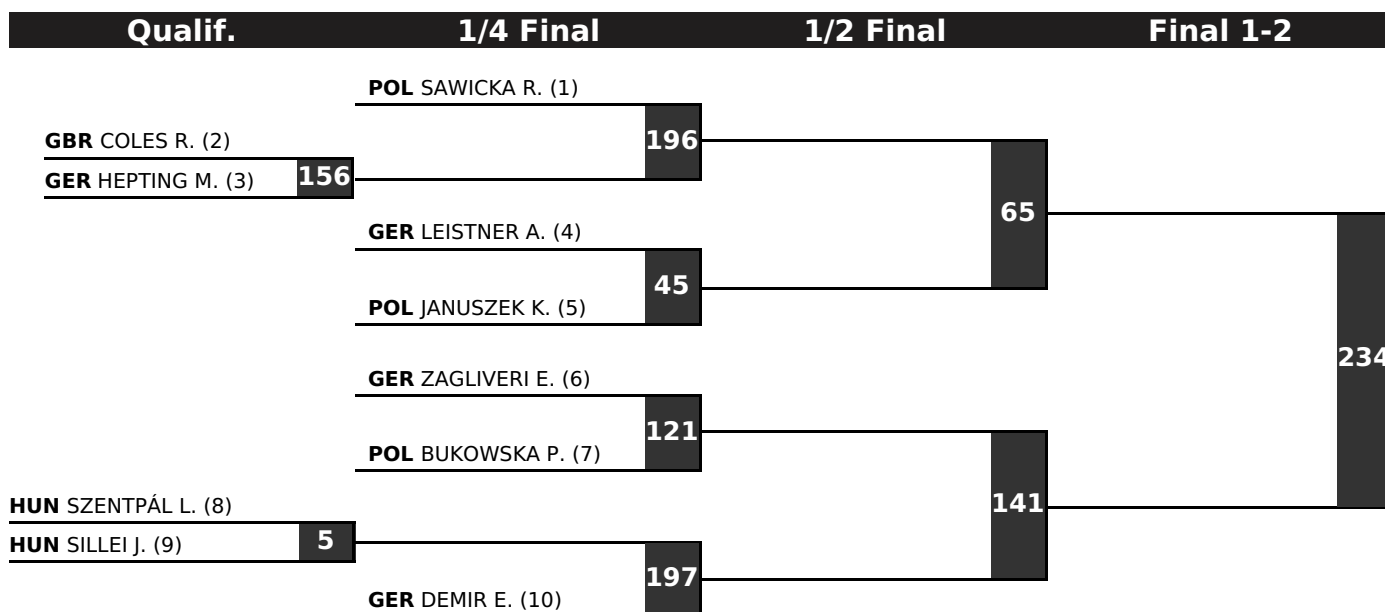 Qualif. 1/4 Final 1/2 Final Final 1-2
POL SAWICKA R. (1)
196
GBR COLES R. (2)
GER HEPTING M. (3)
156
65
GER LEISTNER A. (4)
45
POL JANUSZEK K. (5)
234
GER ZAGLIVERI E. (6)
121
POL BUKOWSKA P. (7)
141
HUN SZENTPÁL L. (8)
HUN SILLEI J. (9)
5
197
GER DEMIR E. (10)